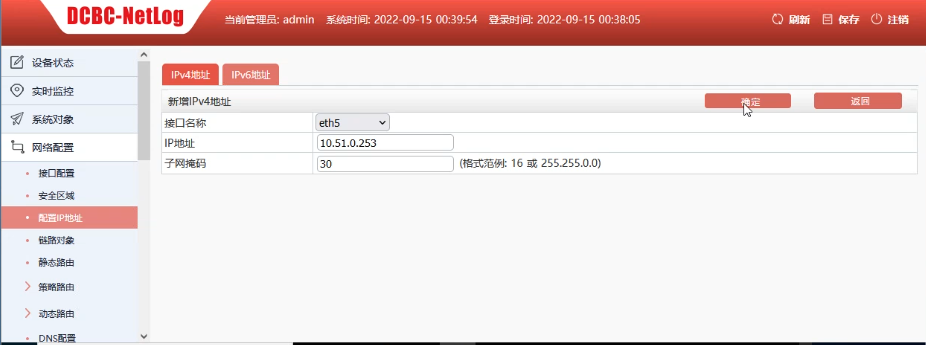 DCBC-NetLog
当前管理员: admin 系统时间: 2022-09-15 00:39:54 登录时间: 2022-09-15 00:38:05
刷新 保存 注销
设备状态
实时监控
系统对象
网络配置
接口配置
安全区域
配置IP地址
链路对象
静态路由
策略路由
动态路由
DNS配置
IPv4地址 IPv6地址
新增IPv4地址 确定 返回
接口名称 eth5
IP地址 10.51.0.253
子网掩码 30 (格式范例: 16 或 255.255.0.0)